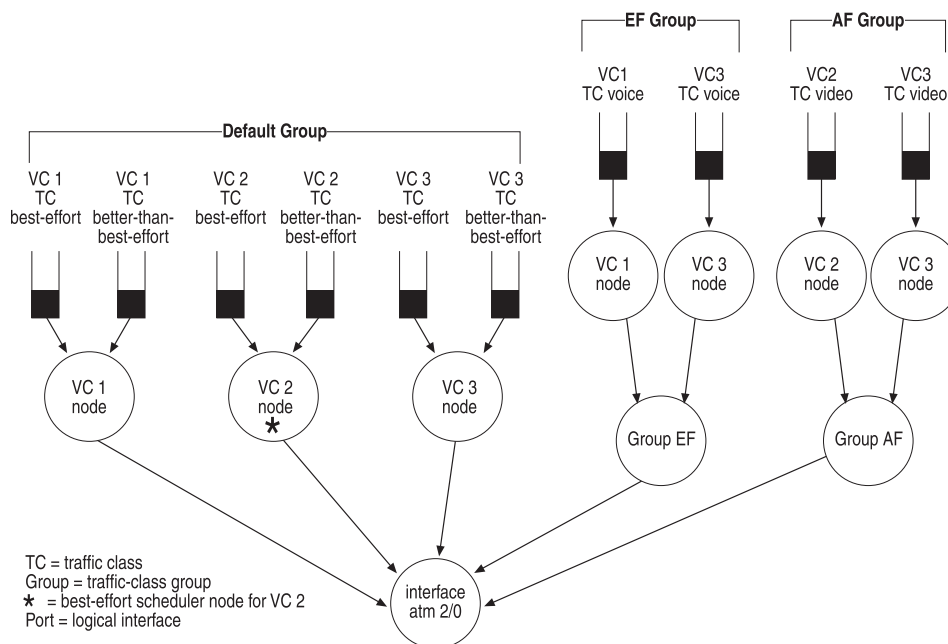 EF Group
AF Group
VC1
TC voice
VC3
TC voice
VC2
TC video
VC3
TC video
Default Group
VC 1
TC
best-effort
VC 1
TC
better-than-
best-effort
VC 2
TC
best-effort
VC 2
TC
better-than-
best-effort
VC 3
TC
best-effort
VC 3
TC
better-than-
best-effort
VC 1
node
VC 3
node
VC 2
node
VC 3
node
VC 1
node
VC 2
node
*
VC 3
node
Group EF
Group AF
interface
atm 2/0
TC = traffic class
Group = traffic-class group
* = best-effort scheduler node for VC 2
Port = logical interface